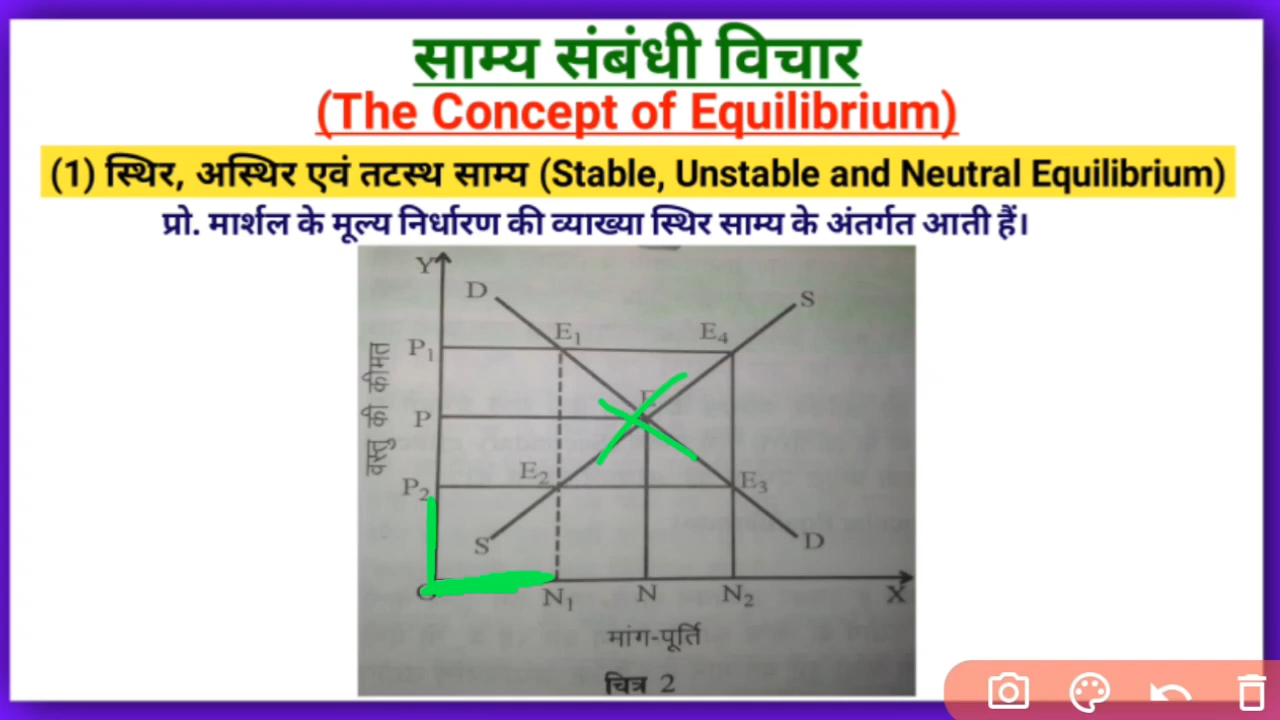 साम्य संबंधी विचार
(The Concept of Equilibrium)
(1) स्थिर, अस्थिर एवं तटस्थ साम्य (Stable, Unstable and Neutral Equilibrium)
प्रो. मार्शल के मूल्य निर्धारण की व्याख्या स्थिर साम्य के अंतर्गत आती हैं।
Y
D
S
E₁
E₄
P₁
वस्तु की कीमत
E
P
E₂
P₂
E₃
S
D
O
N₁
N
N₂
X
मांग-पूर्ति
चित्र 2